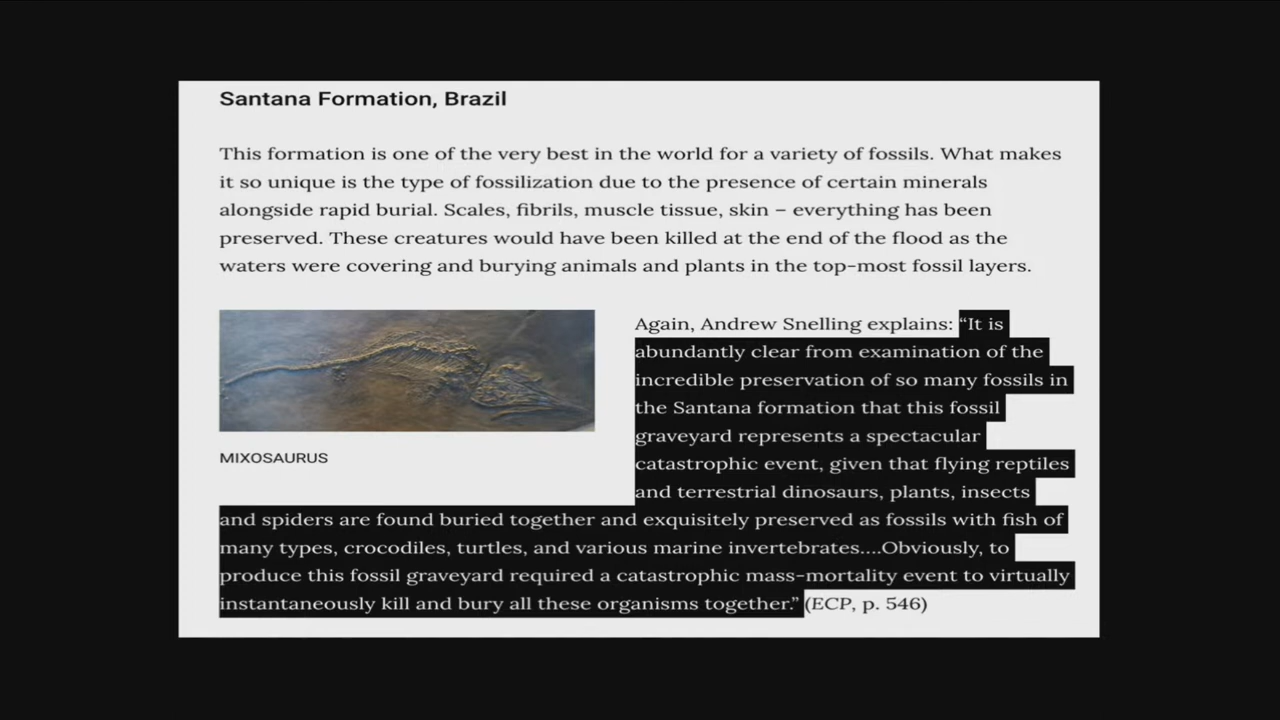 Santana Formation, Brazil
This formation is one of the very best in the world for a variety of fossils. What makes
it so unique is the type of fossilization due to the presence of certain minerals
alongside rapid burial. Scales, fibrils, muscle tissue, skin – everything has been
preserved. These creatures would have been killed at the end of the flood as the
waters were covering and burying animals and plants in the top-most fossil layers.
MIXOSAURUS
Again, Andrew Snelling explains: “It is
abundantly clear from examination of the
incredible preservation of so many fossils in
the Santana formation that this fossil
graveyard represents a spectacular
catastrophic event, given that flying reptiles
and terrestrial dinosaurs, plants, insects
and spiders are found buried together and exquisitely preserved as fossils with fish of
many types, crocodiles, turtles, and various marine invertebrates....Obviously, to
produce this fossil graveyard required a catastrophic mass-mortality event to virtually
instantaneously kill and bury all these organisms together.” (ECP, p. 546)